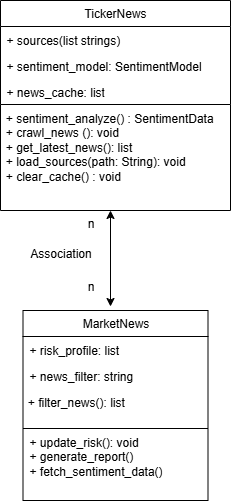 TickerNews
+ sources(list strings)
+ sentiment_model: SentimentModel
+ news_cache: list
+ sentiment_analyze() : SentimentData
+ crawl_news (): void
+ get_latest_news(): list
+ load_sources(path: String): void
+ clear_cache() : void
n
Association
n
MarketNews
+ risk_profile: list
+ news_filter: string
+ filter_news(): list
+ update_risk(): void
+ generate_report()
+ fetch_sentiment_data()